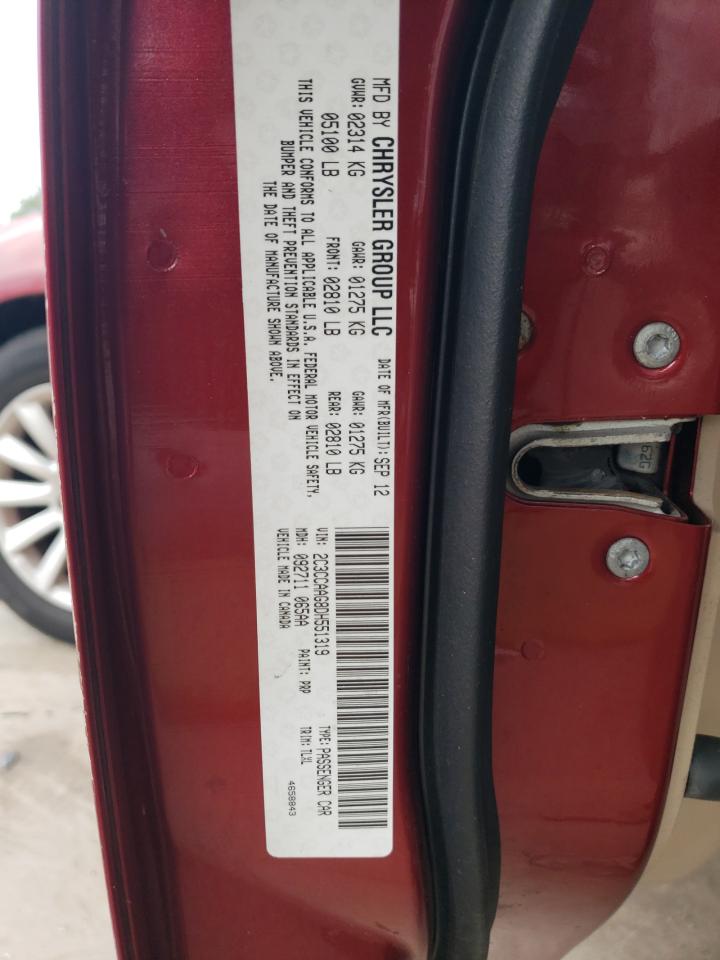 MFD BY CHRYSLER GROUP LLC DATE OF MFR(BUILT): SEP 12
GVWR: 02314 KG GAWR: 01275 KG GAWR: 01275 KG
05100 LB FRONT: 02810 LB REAR: 02810 LB
THIS VEHICLE CONFORMS TO ALL APPLICABLE U.S.A. FEDERAL MOTOR VEHICLE SAFETY,
BUMPER AND THEFT PREVENTION STANDARDS IN EFFECT ON
THE DATE OF MANUFACTURE SHOWN ABOVE.
VIN: 2C3CCAAG8DH551319 TYPE: PASSENGER CAR
MDH: 092711 065AA PAINT: PRP TRIM: TLXL
VEHICLE MADE IN CANADA
4658843
62G